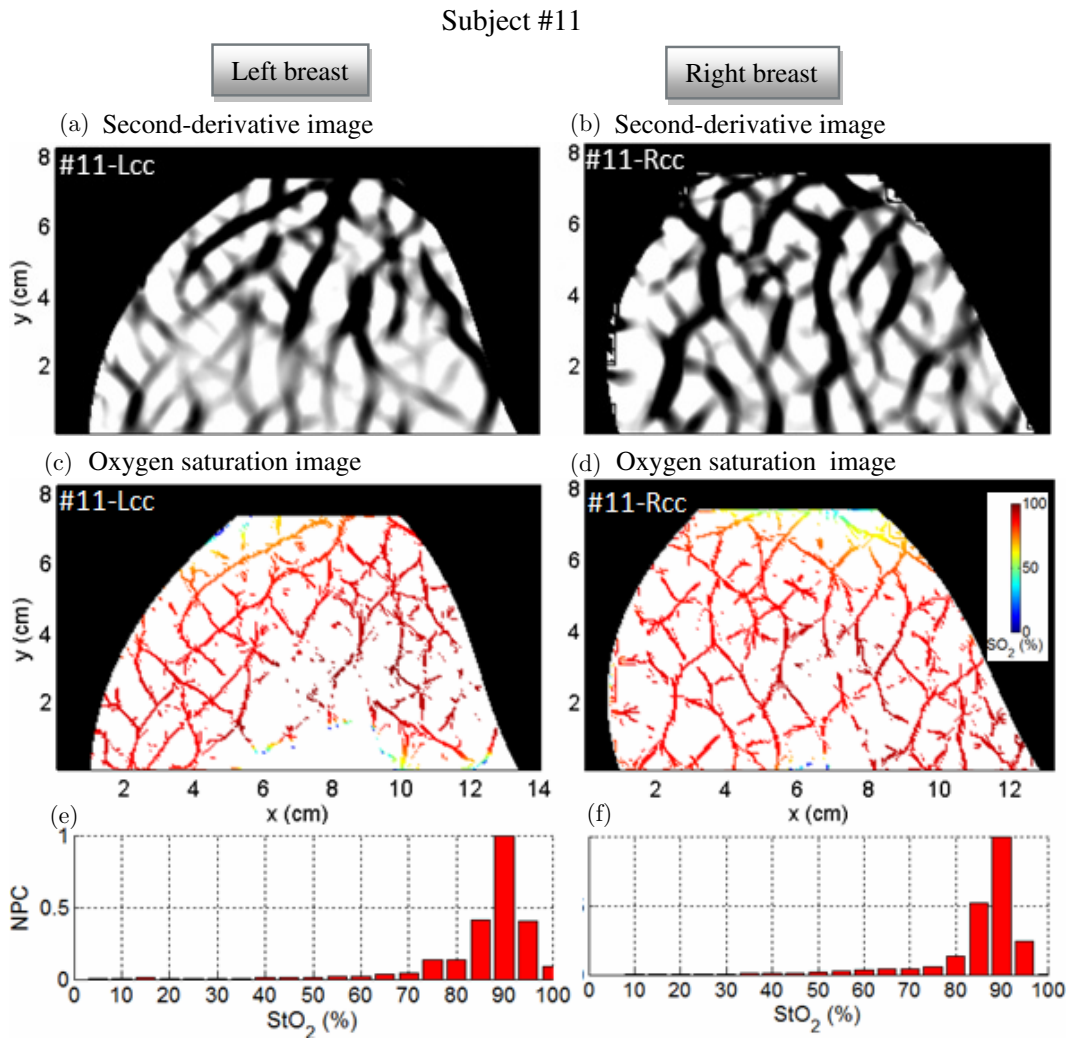 Subject #11
Left breast
Right breast
(a) Second-derivative image
(b) Second-derivative image
#11-Lcc
#11-Rcc
8
6
4
2
y (cm)
8
6
4
2
(c) Oxygen saturation image
(d) Oxygen saturation image
#11-Lcc
#11-Rcc
8
6
4
2
y (cm)
8
6
4
2
100
50
0
SO2 (%)
2 4 6 8 10 12 14
x (cm)
2 4 6 8 10 12
x (cm)
(e)
(f)
1
0.5
0
NPC
0 10 20 30 40 50 60 70 80 90 100
StO2 (%)
0 10 20 30 40 50 60 70 80 90 100
StO2 (%)